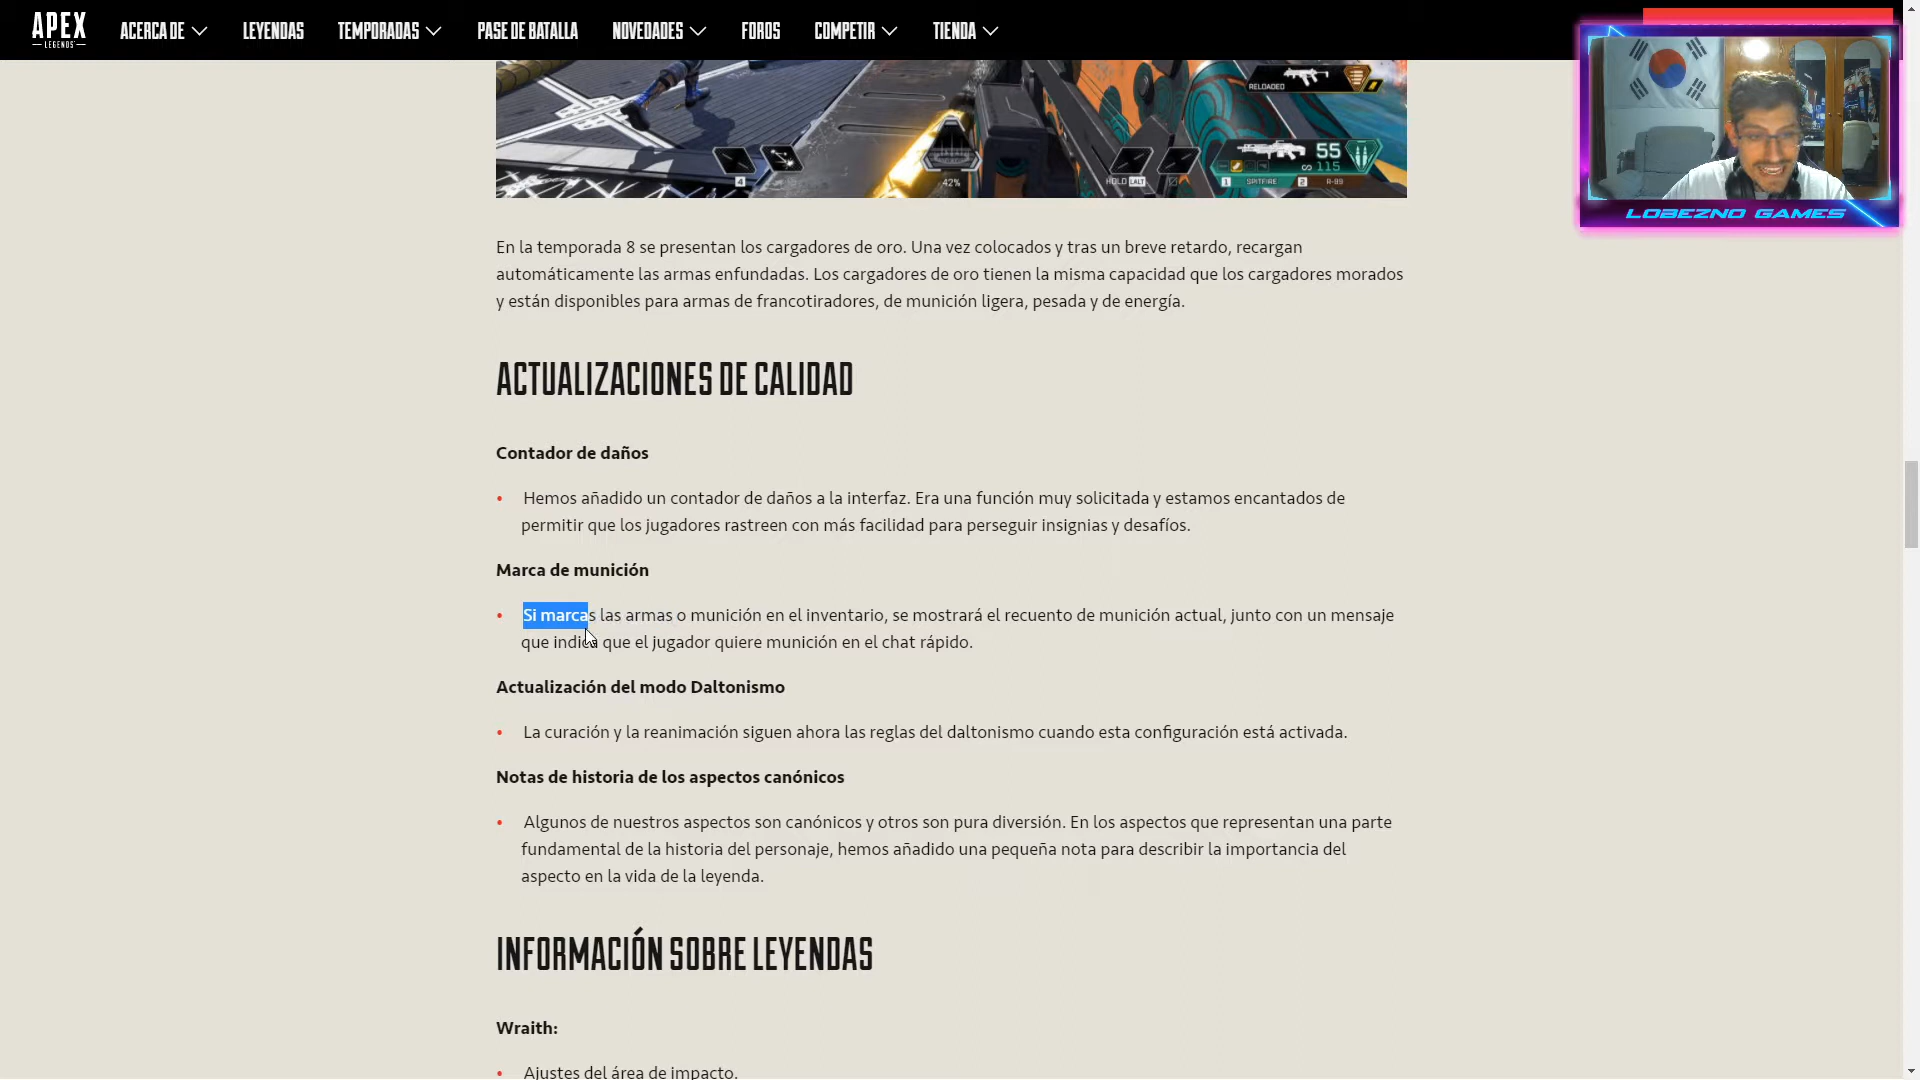 APEX
LEGENDS
ACERCA DE
LEYENDAS
TEMPORADAS
PASE DE BATALLA
NOVEDADES
FOROS
COMPETIR
TIENDA
RELOADED
LOBEZNO GAMES
4
42%
HOLD LALT
55
115
1 SPITFIRE 2 R-99
En la temporada 8 se presentan los cargadores de oro. Una vez colocados y tras un breve retardo, recargan
automáticamente las armas enfundadas. Los cargadores de oro tienen la misma capacidad que los cargadores morados
y están disponibles para armas de francotiradores, de munición ligera, pesada y de energía.
ACTUALIZACIONES DE CALIDAD
Contador de daños
• Hemos añadido un contador de daños a la interfaz. Era una función muy solicitada y estamos encantados de
permitir que los jugadores rastreen con más facilidad para perseguir insignias y desafíos.
Marca de munición
• Si marcas las armas o munición en el inventario, se mostrará el recuento de munición actual, junto con un mensaje
que indica que el jugador quiere munición en el chat rápido.
Actualización del modo Daltonismo
• La curación y la reanimación siguen ahora las reglas del daltonismo cuando esta configuración está activada.
Notas de historia de los aspectos canónicos
• Algunos de nuestros aspectos son canónicos y otros son pura diversión. En los aspectos que representan una parte
fundamental de la historia del personaje, hemos añadido una pequeña nota para describir la importancia del
aspecto en la vida de la leyenda.
INFORMACIÓN SOBRE LEYENDAS
Wraith:
• Ajustes del área de impacto.